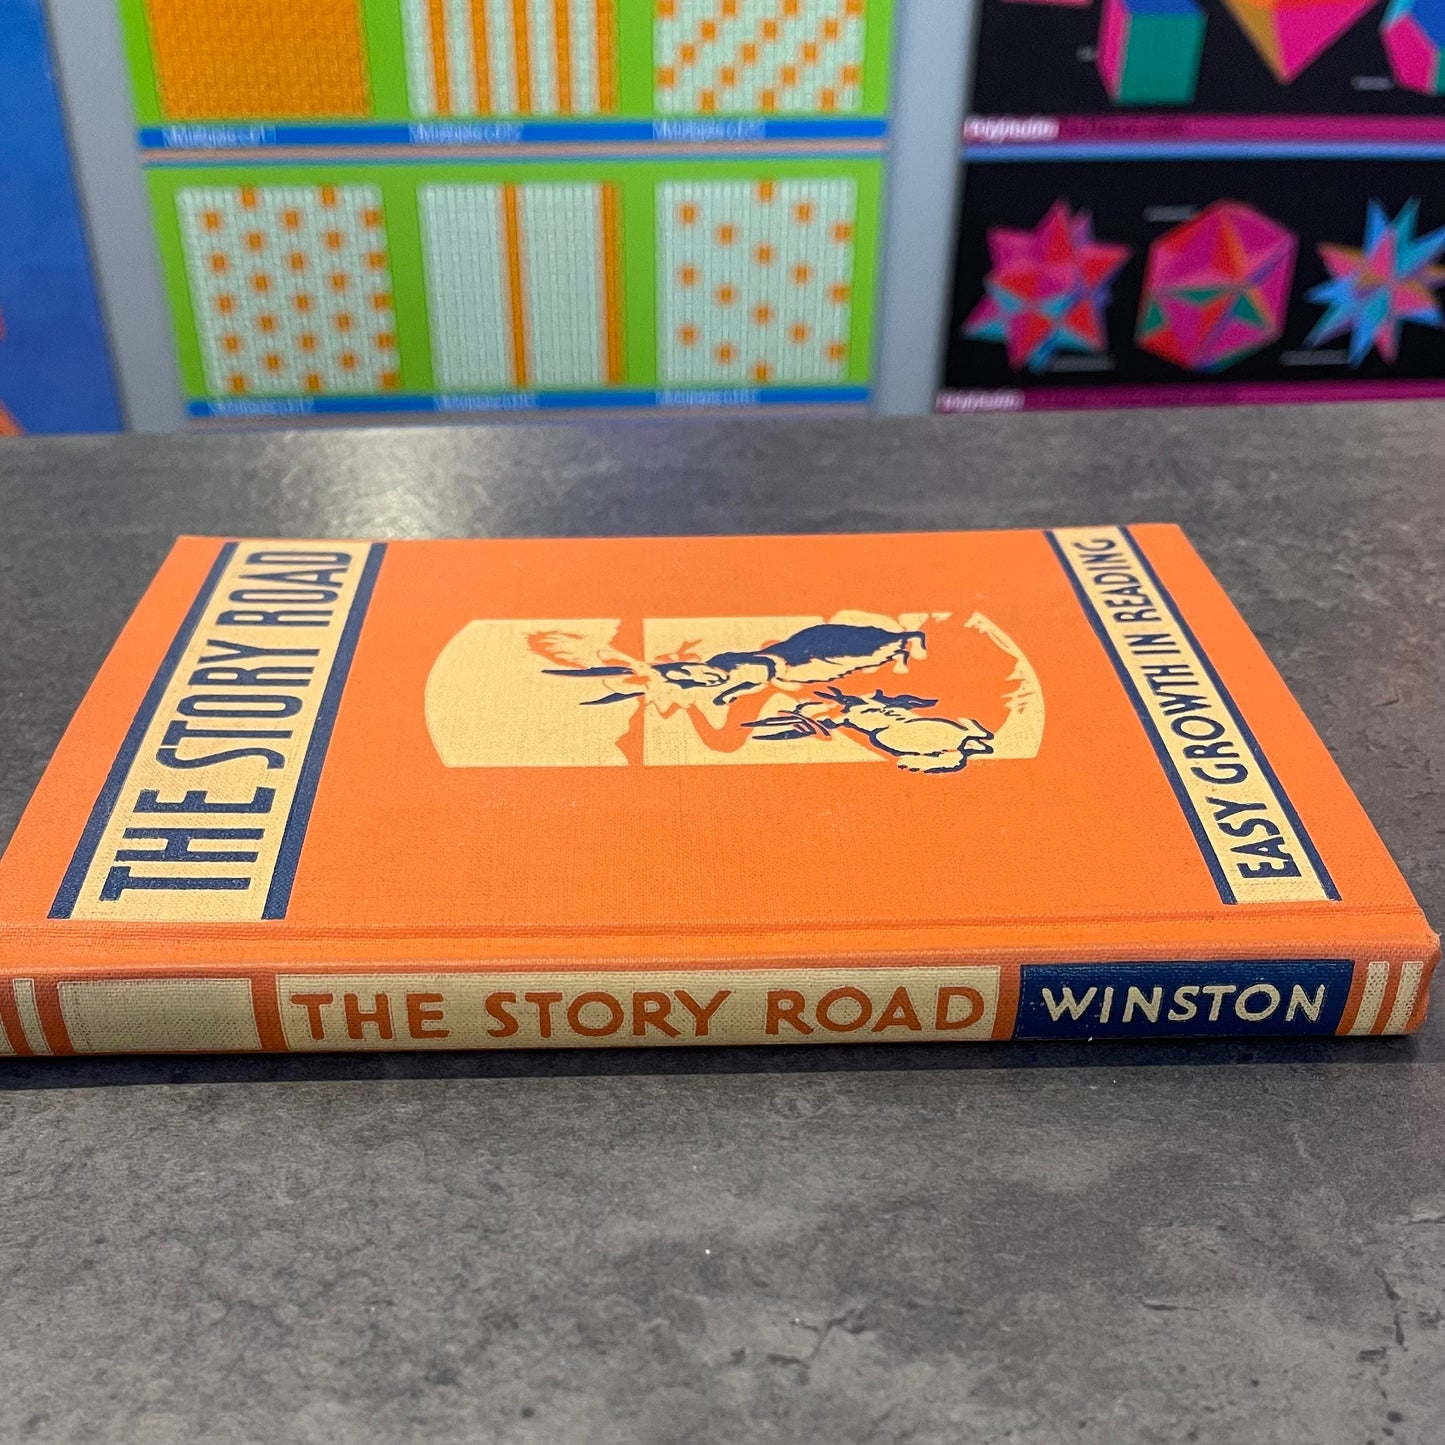 THE STORY ROAD
EASY GROWTH IN READING
THE STORY ROAD
WINSTON